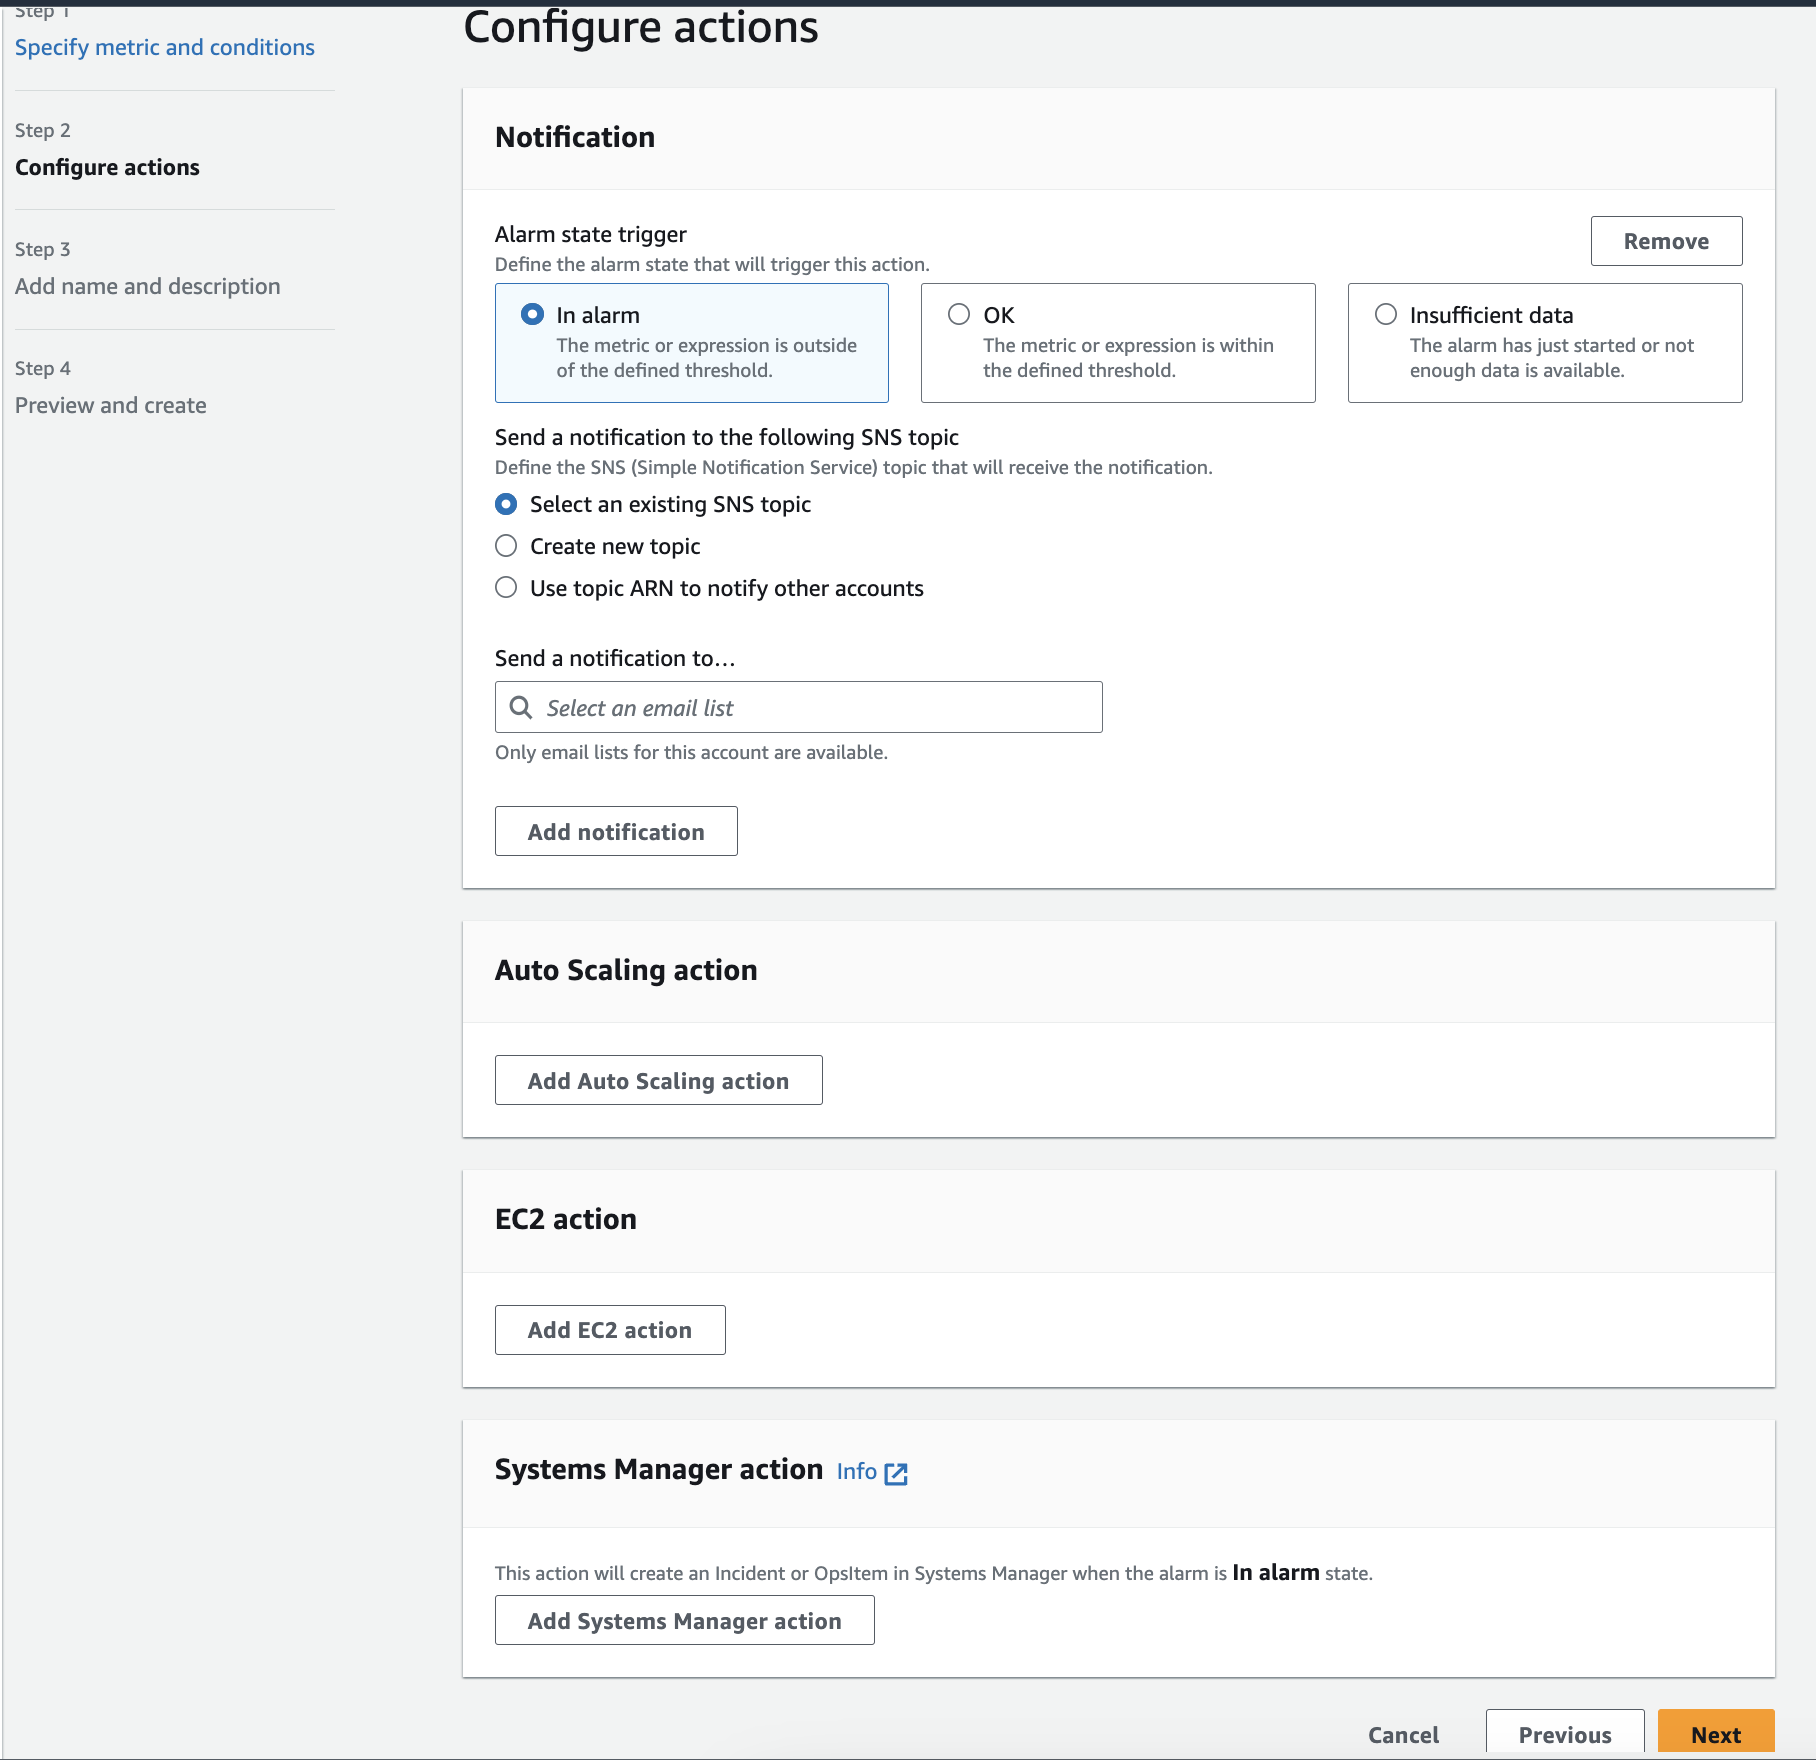 Step 1
Specify metric and conditions
Step 2
Configure actions
Step 3
Add name and description
Step 4
Preview and create
Configure actions
Notification
Alarm state trigger
Define the alarm state that will trigger this action.
Remove
In alarm
The metric or expression is outside
of the defined threshold.
OK
The metric or expression is within
the defined threshold.
Insufficient data
The alarm has just started or not
enough data is available.
Send a notification to the following SNS topic
Define the SNS (Simple Notification Service) topic that will receive the notification.
Select an existing SNS topic
Create new topic
Use topic ARN to notify other accounts
Send a notification to…
Select an email list
Only email lists for this account are available.
Add notification
Auto Scaling action
Add Auto Scaling action
EC2 action
Add EC2 action
Systems Manager action Info
This action will create an Incident or OpsItem in Systems Manager when the alarm is In alarm state.
Add Systems Manager action
Cancel
Previous
Next